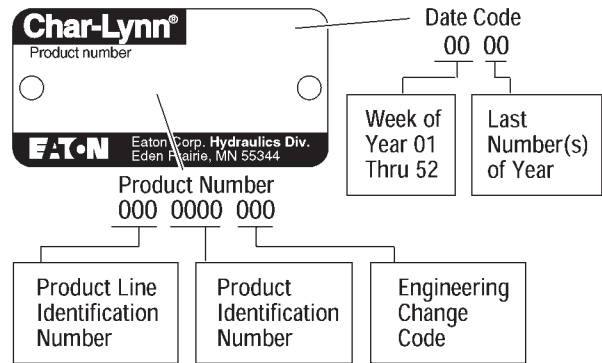 Char-Lynn®
Product number
EATON
Eaton Corp. Hydraulics Div.
Eden Prairie, MN 55344
Date Code
00 00
Week of
Year 01
Thru 52
Last
Number(s)
of Year
Product Number
000 0000 000
Product Line
Identification
Number
Product
Identification
Number
Engineering
Change
Code